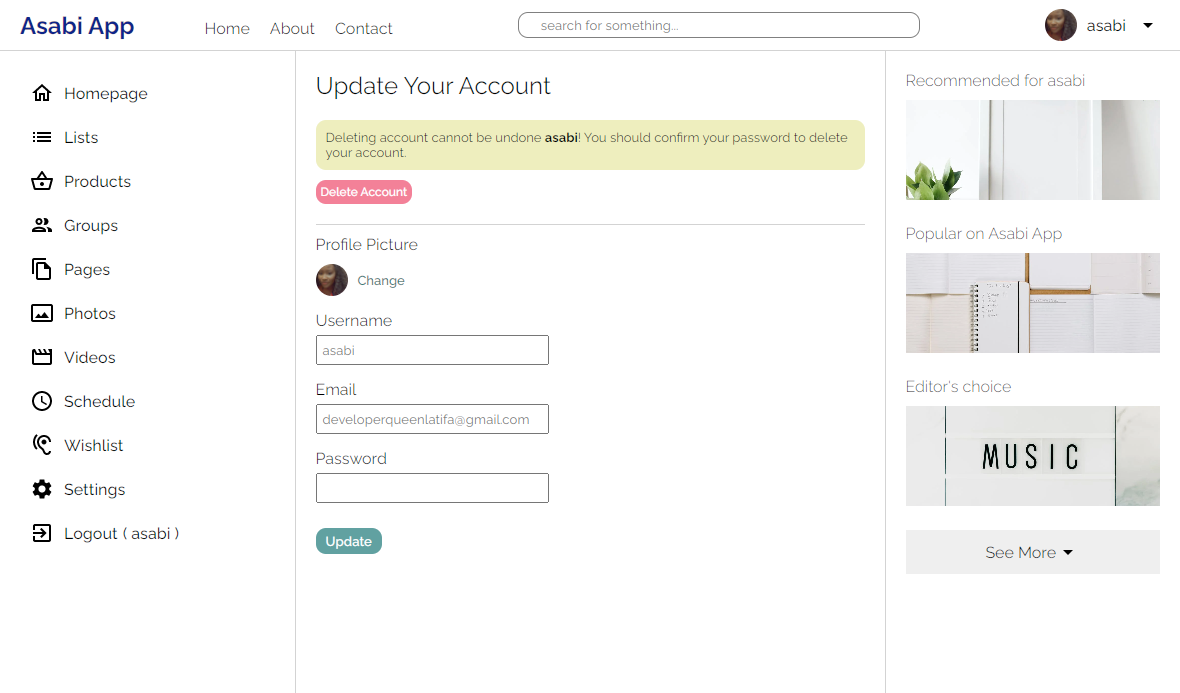 Asabi App
Home About Contact
search for something...
asabi
Homepage
Lists
Products
Groups
Pages
Photos
Videos
Schedule
Wishlist
Settings
Logout ( asabi )
Update Your Account
Deleting account cannot be undone asabi! You should confirm your password to delete
your account.
Delete Account
Profile Picture
Change
Username
asabi
Email
developerqueenlatifa@gmail.com
Password
Update
Recommended for asabi
Popular on Asabi App
Editor's choice
MUSIC
See More